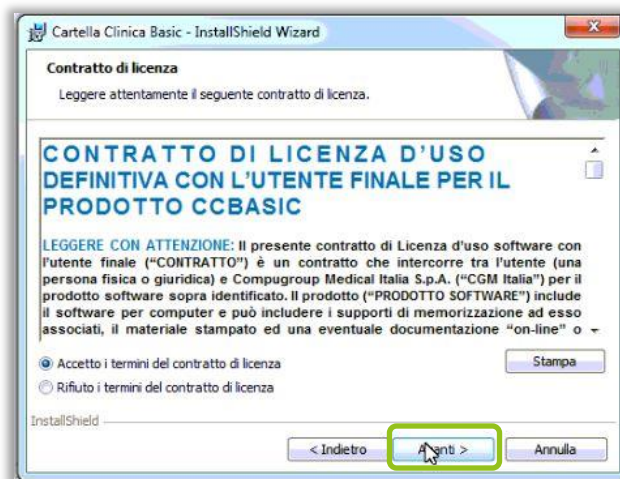 Cartella Clinica Basic - InstallShield Wizard
Contratto di licenza
Leggere attentamente il seguente contratto di licenza.
CONTRATTO DI LICENZA D'USO
DEFINITIVA CON L'UTENTE FINALE PER IL
PRODOTTO CCBASIC
LEGGERE CON ATTENZIONE: Il presente contratto di Licenza d'uso software con
l'utente finale (“CONTRATTO”) è un contratto che intercorre tra l'utente (una
persona fisica o giuridica) e Compugroup Medical Italia S.p.A. (“CGM Italia”) per il
prodotto software sopra identificato. Il prodotto (“PRODOTTO SOFTWARE”) include
il software per computer e può includere i supporti di memorizzazione ad esso
associati, il materiale stampato ed una eventuale documentazione “on-line” o
Accetto i termini del contratto di licenza
Stampa
Rifiuto i termini del contratto di licenza
InstallShield
< Indietro
Avanti >
Annulla